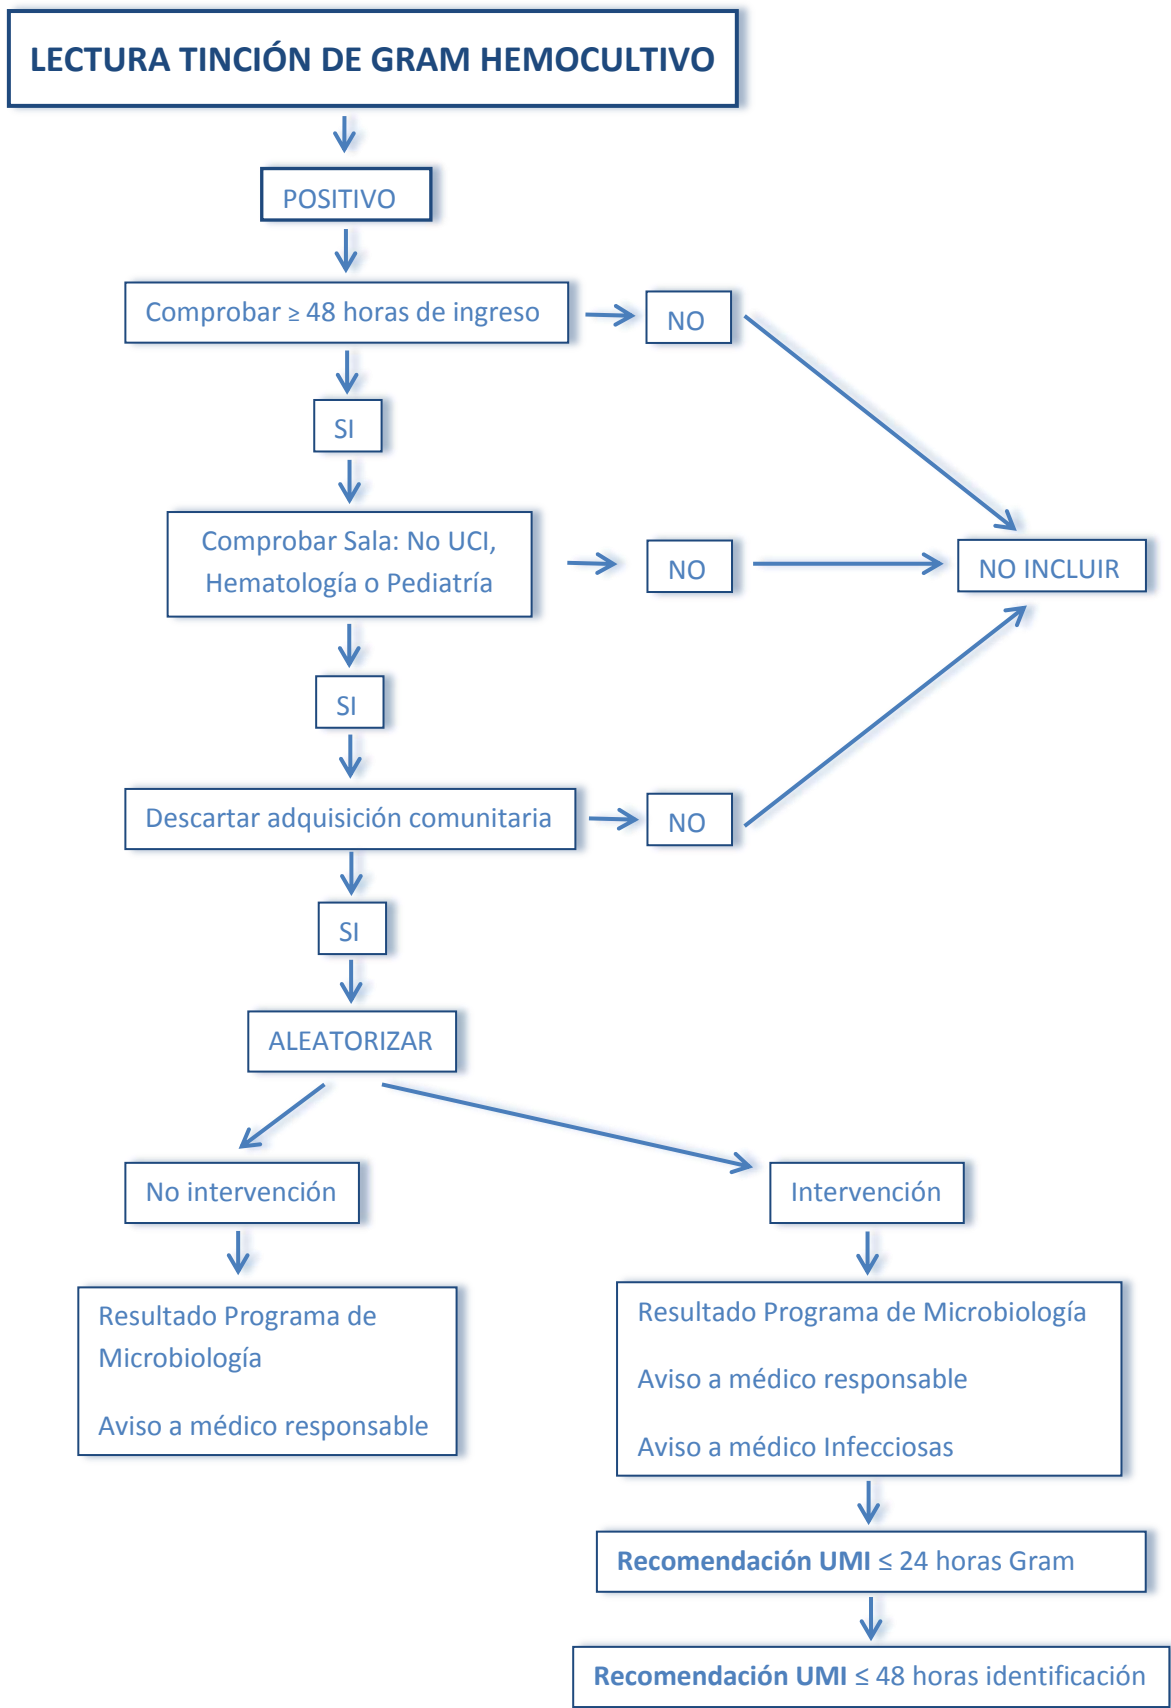 LECTURA TINCIÓN DE GRAM HEMOCULTIVO
POSITIVO
Comprobar ≥ 48 horas de ingreso
NO
SI
Comprobar Sala: No UCI,
Hematología o Pediatría
NO
NO INCLUIR
SI
Descartar adquisición comunitaria
NO
SI
ALEATORIZAR
No intervención
Intervención
Resultado Programa de
Microbiología
Aviso a médico responsable
Resultado Programa de Microbiología
Aviso a médico responsable
Aviso a médico Infecciosas
Recomendación UMI ≤ 24 horas Gram
Recomendación UMI ≤ 48 horas identificación